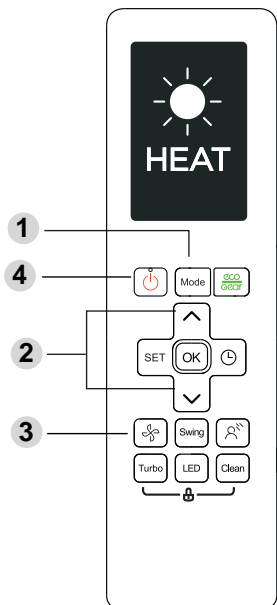 HEAT
1
4
Mode
eco
Gear
2
SET
OK
3
Swing
Turbo
LED
Clean